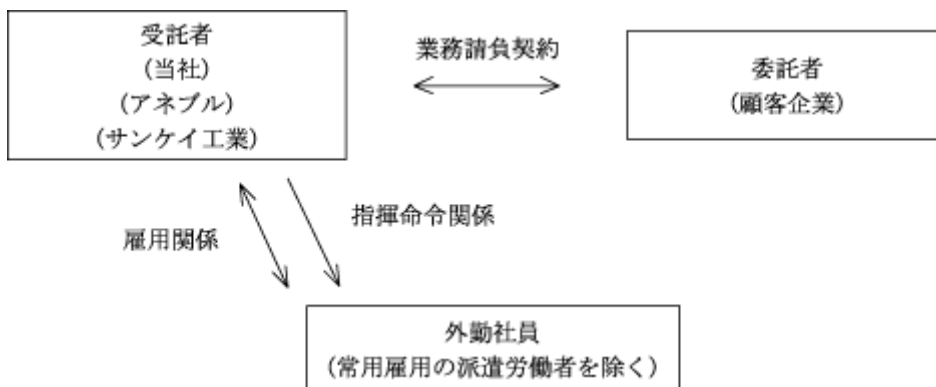 受託者
(当社)
(アネブル)
(サンケイ工業)
業務請負契約
委託者
(顧客企業)
雇用関係
指揮命令関係
外勤社員
(常用雇用の派遣労働者を除く)